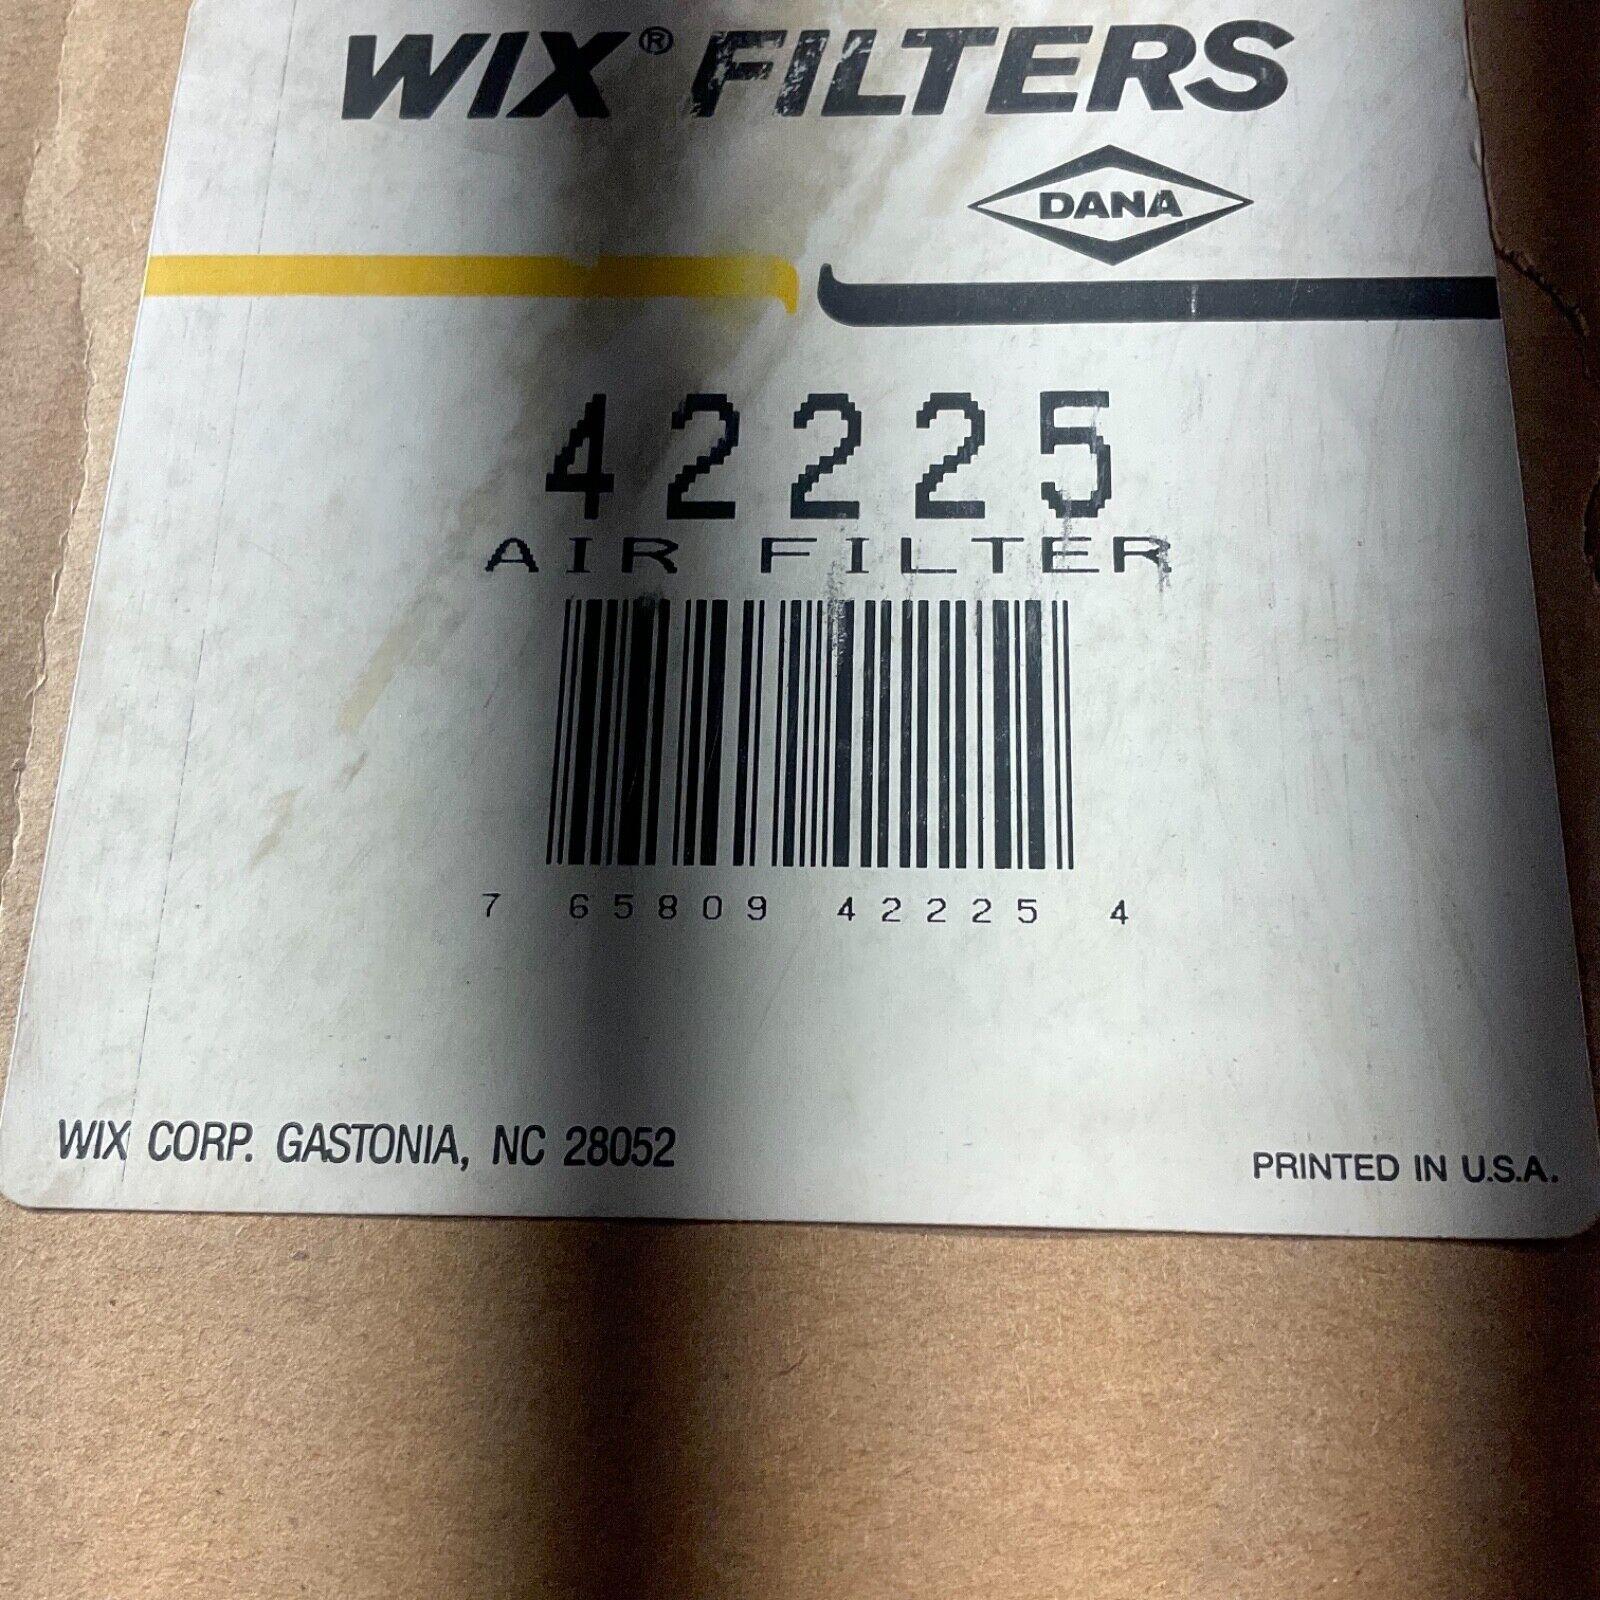 WIX® FILTERS
DANA
42225
AIR FILTER
7 65809 42225 4
WIX CORP. GASTONIA, NC 28052
PRINTED IN U.S.A.